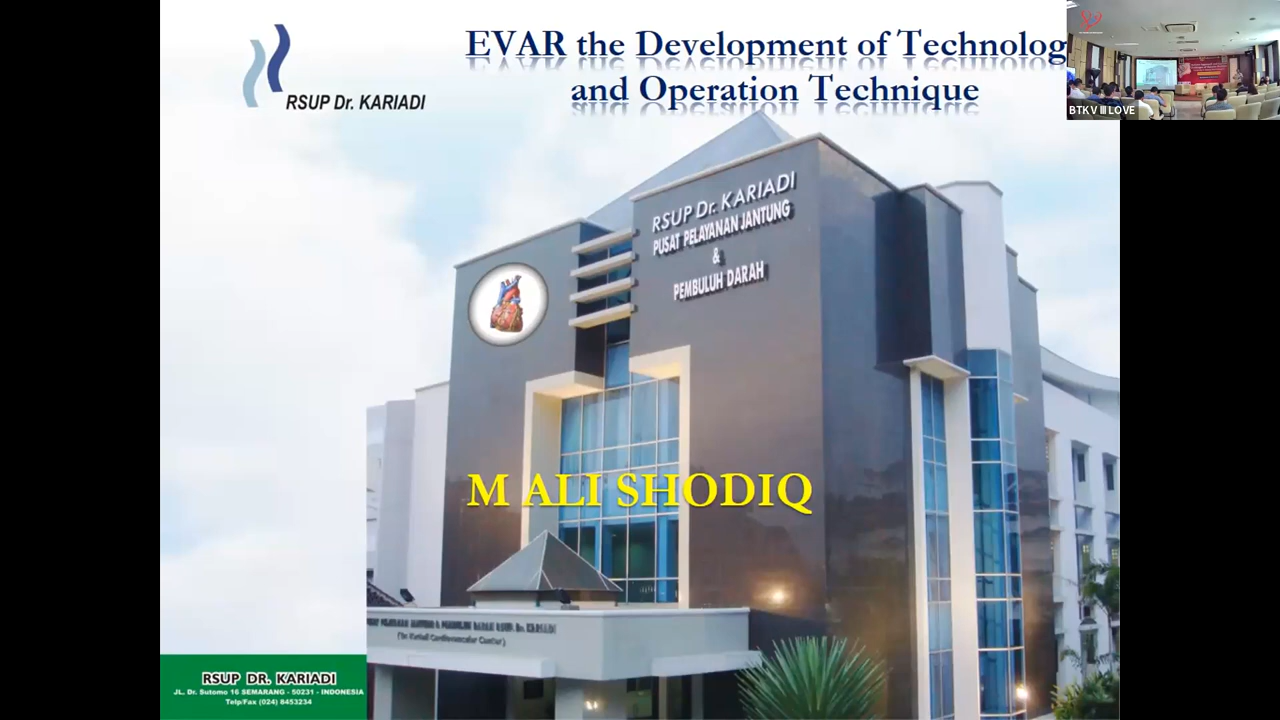 EVAR the Development of Technolog
and Operation Technique
RSUP Dr. KARIADI
BTKV III LOVE
RSUP Dr. KARIADI
PUSAT PELAYANAN JANTUNG
&
PEMBULUH DARAH
M ALI SHODIQ
RSUP DR. KARIADI
JL. Dr. Sutomo 16 SEMARANG - 50231 - INDONESIA
Telp/Fax (024) 8453234